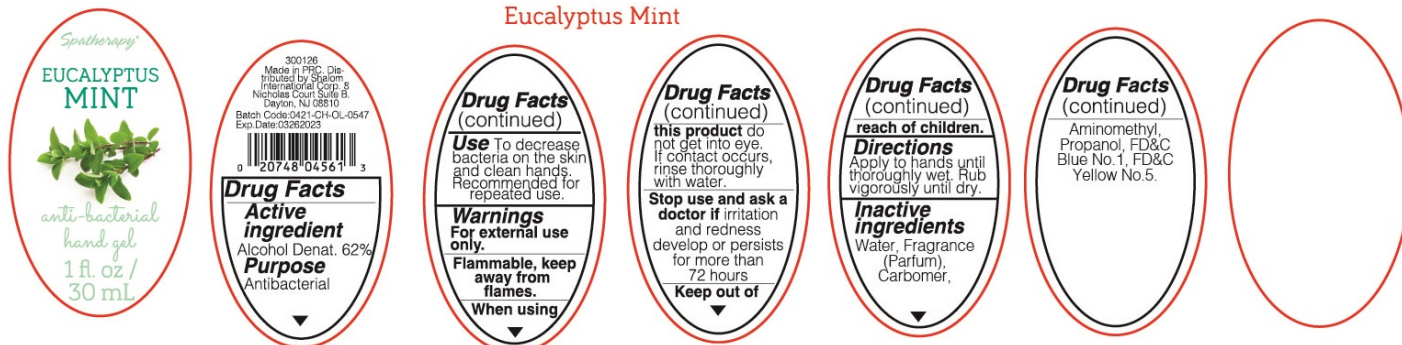 Eucalyptus Mint
Spatherapy®
EUCALYPTUS
MINT
anti-bacterial
hand gel
1 fl. oz /
30 mL
300126
Made in PRC. Dis-
tributed by Shalom
International Corp. 8
Nicholas Court Suite B.
Dayton, NJ 08810
Batch Code:0421-CH-OL-0547
Exp.Date:03262023
0 20748 04561 3
Drug Facts
Active
ingredient
Alcohol Denat. 62%
Purpose
Antibacterial
Drug Facts
(continued)
Use To decrease
bacteria on the skin
and clean hands.
Recommended for
repeated use.
Warnings
For external use
only.
Flammable, keep
away from
flames.
When using
Drug Facts
(continued)
this product do
not get into eye.
If contact occurs,
rinse thoroughly
with water.
Stop use and ask a
doctor if irritation
and redness
develop or persists
for more than
72 hours
Keep out of
Drug Facts
(continued)
reach of children.
Directions
Apply to hands until
thoroughly wet. Rub
vigorously until dry.
Inactive
ingredients
Water, Fragrance
(Parfum),
Carbomer,
Drug Facts
(continued)
Aminomethyl,
Propanol, FD&C
Blue No.1, FD&C
Yellow No.5.